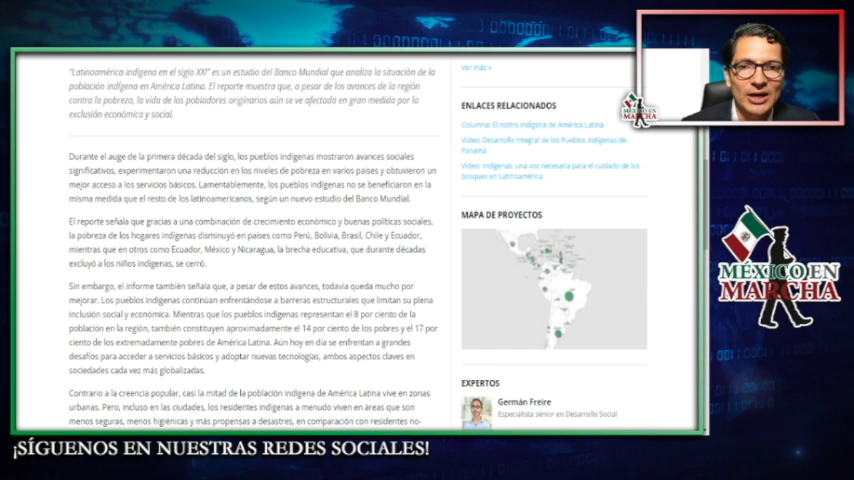 "Latinoamérica indígena en el siglo XXI" es un estudio del Banco Mundial que analiza la situación de la
población indígena en América Latina. El reporte muestra que, a pesar de los avances de la región
contra la pobreza, la vida de los pobladores originarios aún se ve afectada en gran medida por la
exclusión económica y social.
Durante el auge de la primera década del siglo, los pueblos indígenas mostraron avances sociales
significativos, experimentaron una reducción en los niveles de pobreza en varios países y obtuvieron un
mejor acceso a los servicios básicos. Lamentablemente, los pueblos indígenas no se beneficiaron en la
misma medida que el resto de los latinoamericanos, según un nuevo estudio del Banco Mundial.
El reporte señala que gracias a una combinación de crecimiento económico y buenas políticas sociales,
la pobreza de los hogares indígenas disminuyó en países como Perú, Bolivia, Brasil, Chile y Ecuador,
mientras que en otros como Ecuador, México y Nicaragua, la brecha educativa, que durante décadas
excluyó a los niños indígenas, se cerró.
Sin embargo, el informe también señala que, a pesar de estos avances, todavía queda mucho por
mejorar. Los pueblos indígenas continúan enfrentándose a barreras estructurales que limitan su plena
inclusión social y económica. Mientras que los pueblos indígenas representan el 8 por ciento de la
población en la región, también constituyen aproximadamente el 14 por ciento de los pobres y el 17 por
ciento de los extremadamente pobres de América Latina. Aún hoy en día se enfrentan a grandes
desafíos para acceder a servicios básicos y adoptar nuevas tecnologías, ambos aspectos claves en
sociedades cada vez más globalizadas.
Contrario a la creencia popular, casi la mitad de la población indígena de América Latina vive en zonas
urbanas. Pero, incluso en las ciudades, los residentes indígenas a menudo viven en áreas que son
menos seguras, menos higiénicas y más propensas a desastres, en comparación con residentes no-
Ver más +
ENLACES RELACIONADOS
Columna: El rostro indígena de América Latina
Video: Desarrollo Integral de los Pueblos Indígenas de
Panamá
Video: Indígenas, una voz necesaria para el cuidado de los
bosques en Latinoamérica
MAPA DE PROYECTOS
EXPERTOS
Germán Freire
Especialista sénior en Desarrollo Social
MÉXICO EN
MARCHA
MÉXICO EN
MARCHA
¡SÍGUENOS EN NUESTRAS REDES SOCIALES!